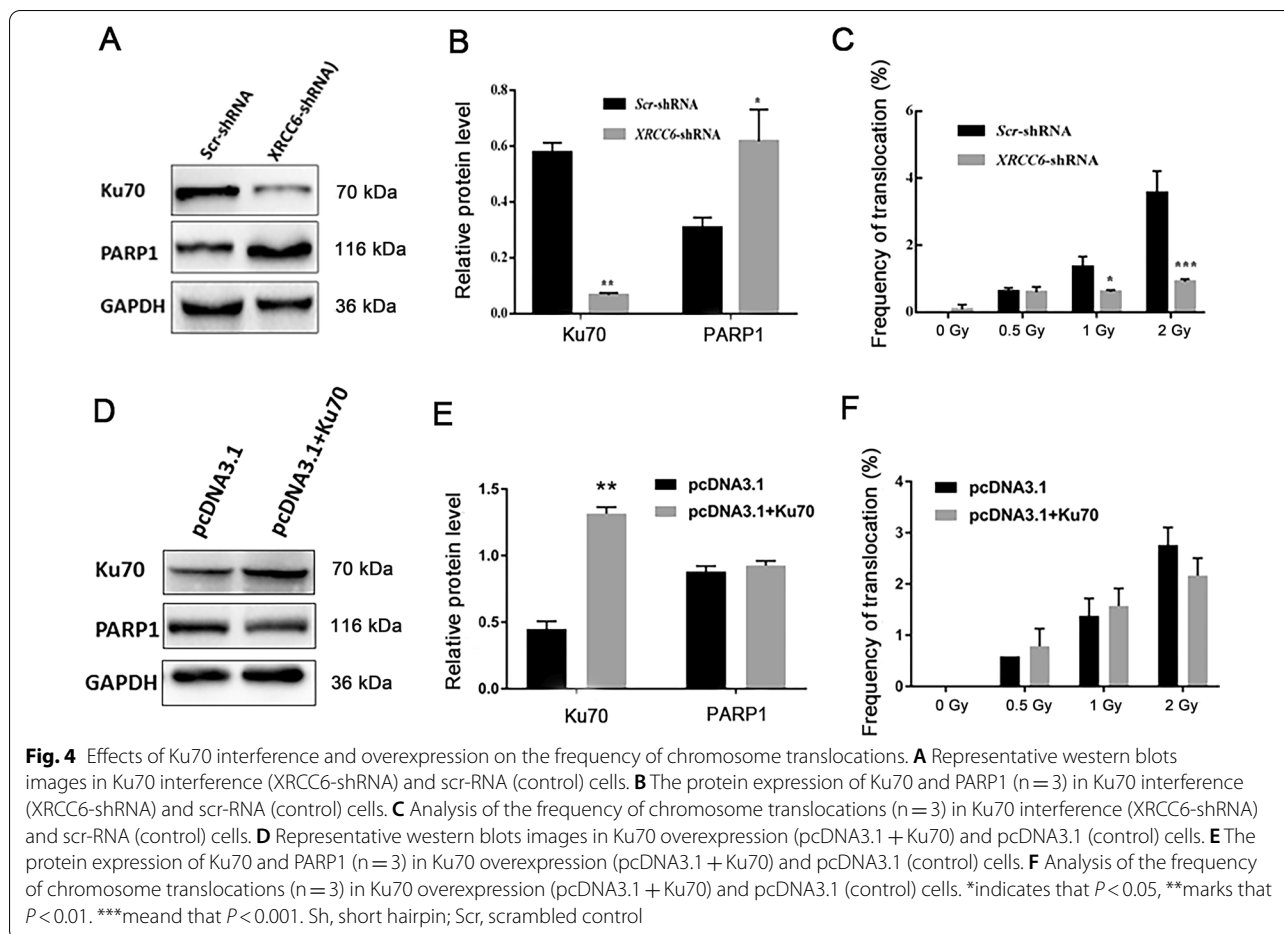 A
Scr-shRNA
XRCC6-shRNA)
Ku70
70 kDa
PARP1
116 kDa
GAPDH
36 kDa
B
Relative protein level
0.8
0.6
0.4
0.2
0.0
Scr-shRNA
XRCC6-shRNA
**
*
Ku70
PARP1
C
Frequency of translocation (%)
6
4
2
0
Scr-shRNA
XRCC6-shRNA
*
***
0 Gy
0.5 Gy
1 Gy
2 Gy
D
pcDNA3.1
pcDNA3.1+Ku70
Ku70
70 kDa
PARP1
116 kDa
GAPDH
36 kDa
E
Relative protein level
1.5
1.0
0.5
0.0
**
pcDNA3.1
pcDNA3.1+Ku70
Ku70
PARP1
F
Frequency of translocation (%)
4
3
2
1
0
pcDNA3.1
pcDNA3.1+Ku70
0 Gy
0.5 Gy
1 Gy
2 Gy
Fig. 4 Effects of Ku70 interference and overexpression on the frequency of chromosome translocations. A Representative western blots
images in Ku70 interference (XRCC6-shRNA) and scr-RNA (control) cells. B The protein expression of Ku70 and PARP1 (n = 3) in Ku70 interference
(XRCC6-shRNA) and scr-RNA (control) cells. C Analysis of the frequency of chromosome translocations (n = 3) in Ku70 interference (XRCC6-shRNA)
and scr-RNA (control) cells. D Representative western blots images in Ku70 overexpression (pcDNA3.1 + Ku70) and pcDNA3.1 (control) cells. E The
protein expression of Ku70 and PARP1 (n = 3) in Ku70 overexpression (pcDNA3.1 + Ku70) and pcDNA3.1 (control) cells. F Analysis of the frequency
of chromosome translocations (n = 3) in Ku70 overexpression (pcDNA3.1 + Ku70) and pcDNA3.1 (control) cells. *indicates that P < 0.05, **marks that
P < 0.01. ***meand that P < 0.001. Sh, short hairpin; Scr, scrambled control